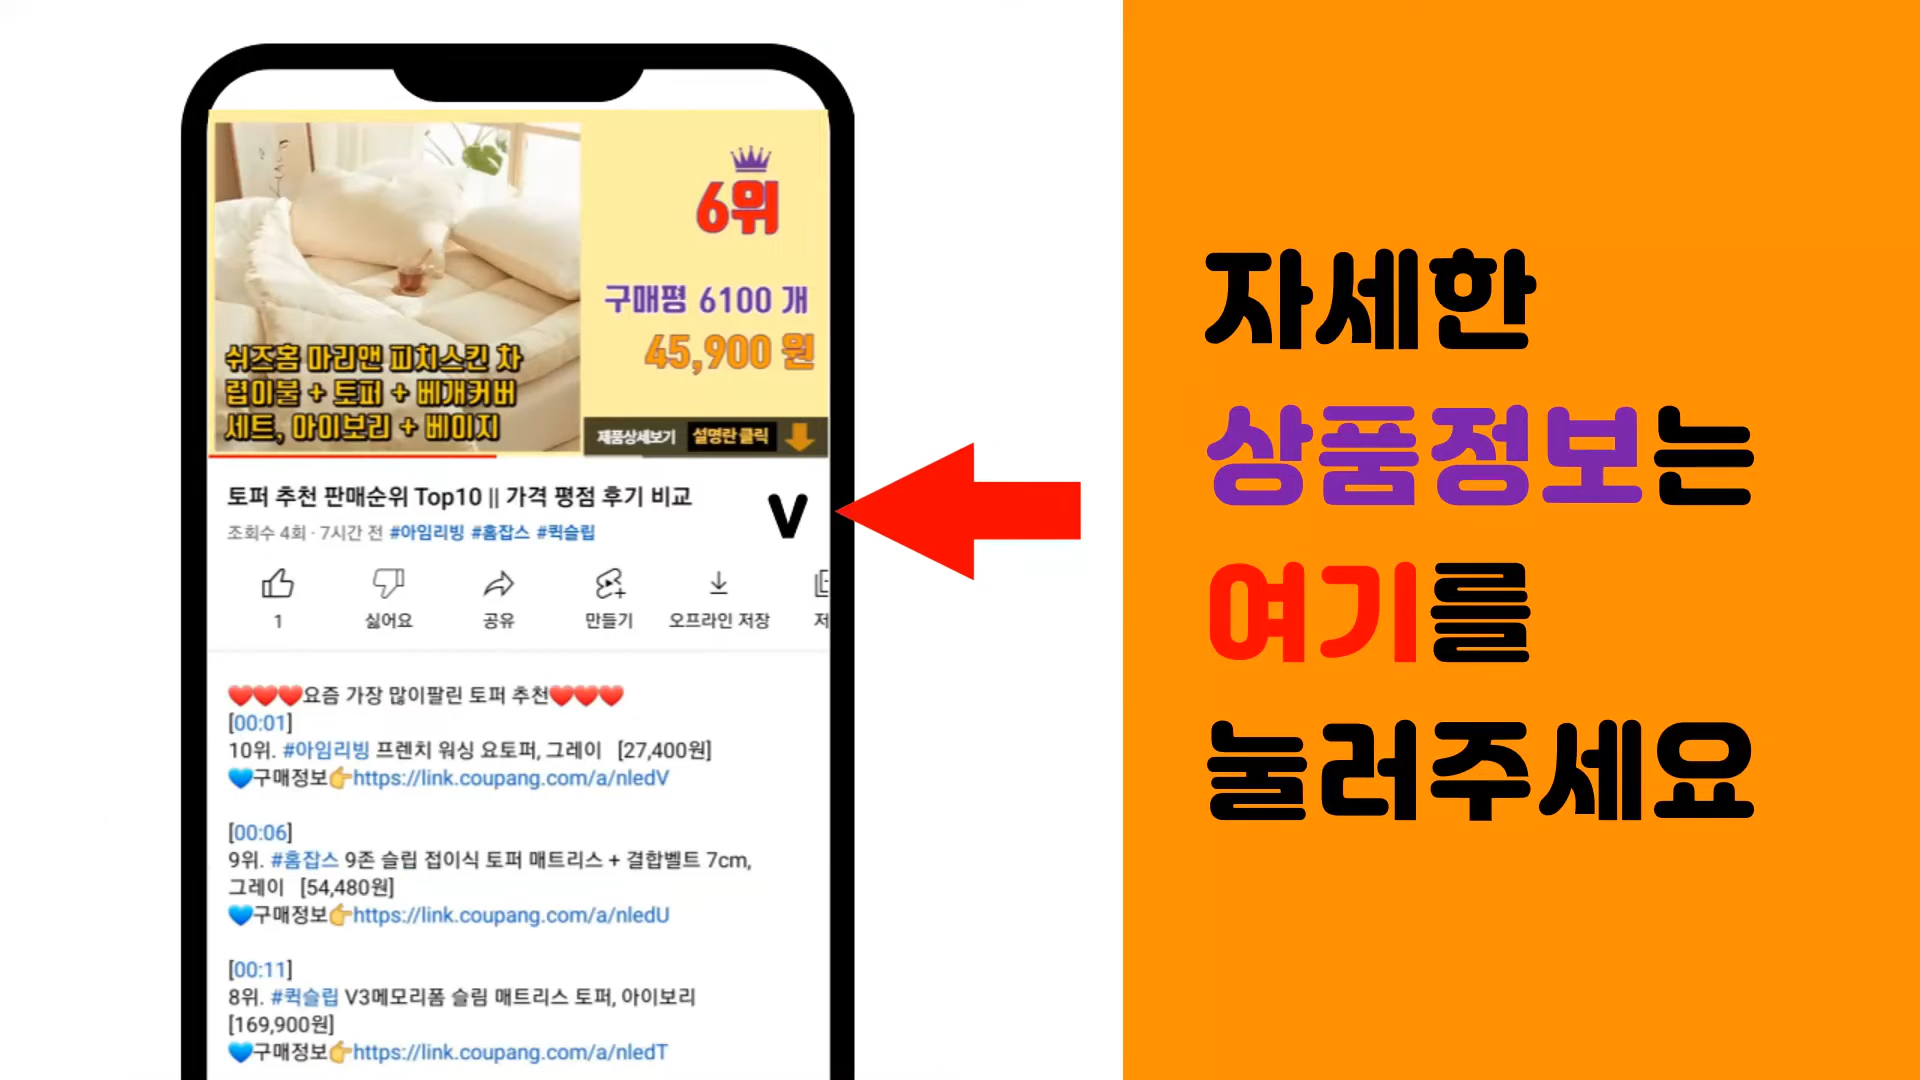 6위
구매평 6100 개
45,900 원
쉬즈홈 마리앤 피치스킨 차
렵이불 + 토퍼 + 베개커버
세트, 아이보리 + 베이지
제품상세보기 설명란 클릭
토퍼 추천 판매순위 Top10 || 가격 평점 후기 비교
V
조회수 4회 · 7시간 전 #아임리빙 #홈잡스 #퀵슬립
1 싫어요 공유 만들기 오프라인 저장 저
❤❤❤요즘 가장 많이팔린 토퍼 추천❤❤❤
[00:01]
10위. #아임리빙 프렌치 워싱 요토퍼, 그레이 [27,400원]
💙구매정보👉https://link.coupang.com/a/nledV
[00:06]
9위. #홈잡스 9존 슬립 접이식 토퍼 매트리스 + 결합벨트 7cm,
그레이 [54,480원]
💙구매정보👉https://link.coupang.com/a/nledU
[00:11]
8위. #퀵슬립 V3메모리폼 슬림 매트리스 토퍼, 아이보리
[169,900원]
💙구매정보👉https://link.coupang.com/a/nledT
자세한
상품정보는
여기를
눌러주세요